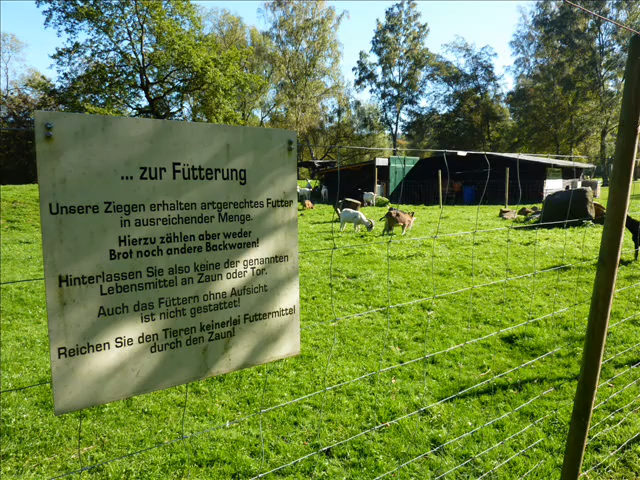 ... zur Fütterung
Unsere Ziegen erhalten artgerechtes Futter
in ausreichender Menge.
Hierzu zählen aber weder
Brot noch andere Backwaren!
Hinterlassen Sie also keine der genannten
Lebensmittel an Zaun oder Tor.
Auch das Füttern ohne Aufsicht
ist nicht gestattet!
Reichen Sie den Tieren keinerlei Futtermittel
durch den Zaun!